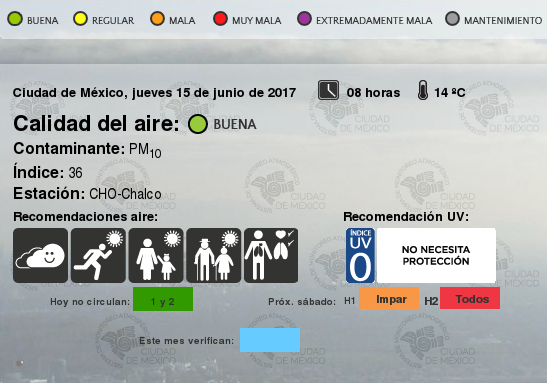 BUENA REGULAR MALA MUY MALA EXTREMADAMENTE MALA MANTENIMIENTO
Ciudad de México, jueves 15 de junio de 2017 08 horas 14 ºC
Calidad del aire: BUENA
Contaminante: PM10
Índice: 36
Estación: CHO-Chalco
Recomendaciones aire: Recomendación UV:
ÍNDICE
UV
0
NO NECESITA
PROTECCIÓN
Hoy no circulan: 1 y 2 Próx. sábado: H1 Impar H2 Todos
Este mes verifican:
CIUDAD
DE MÉXICO